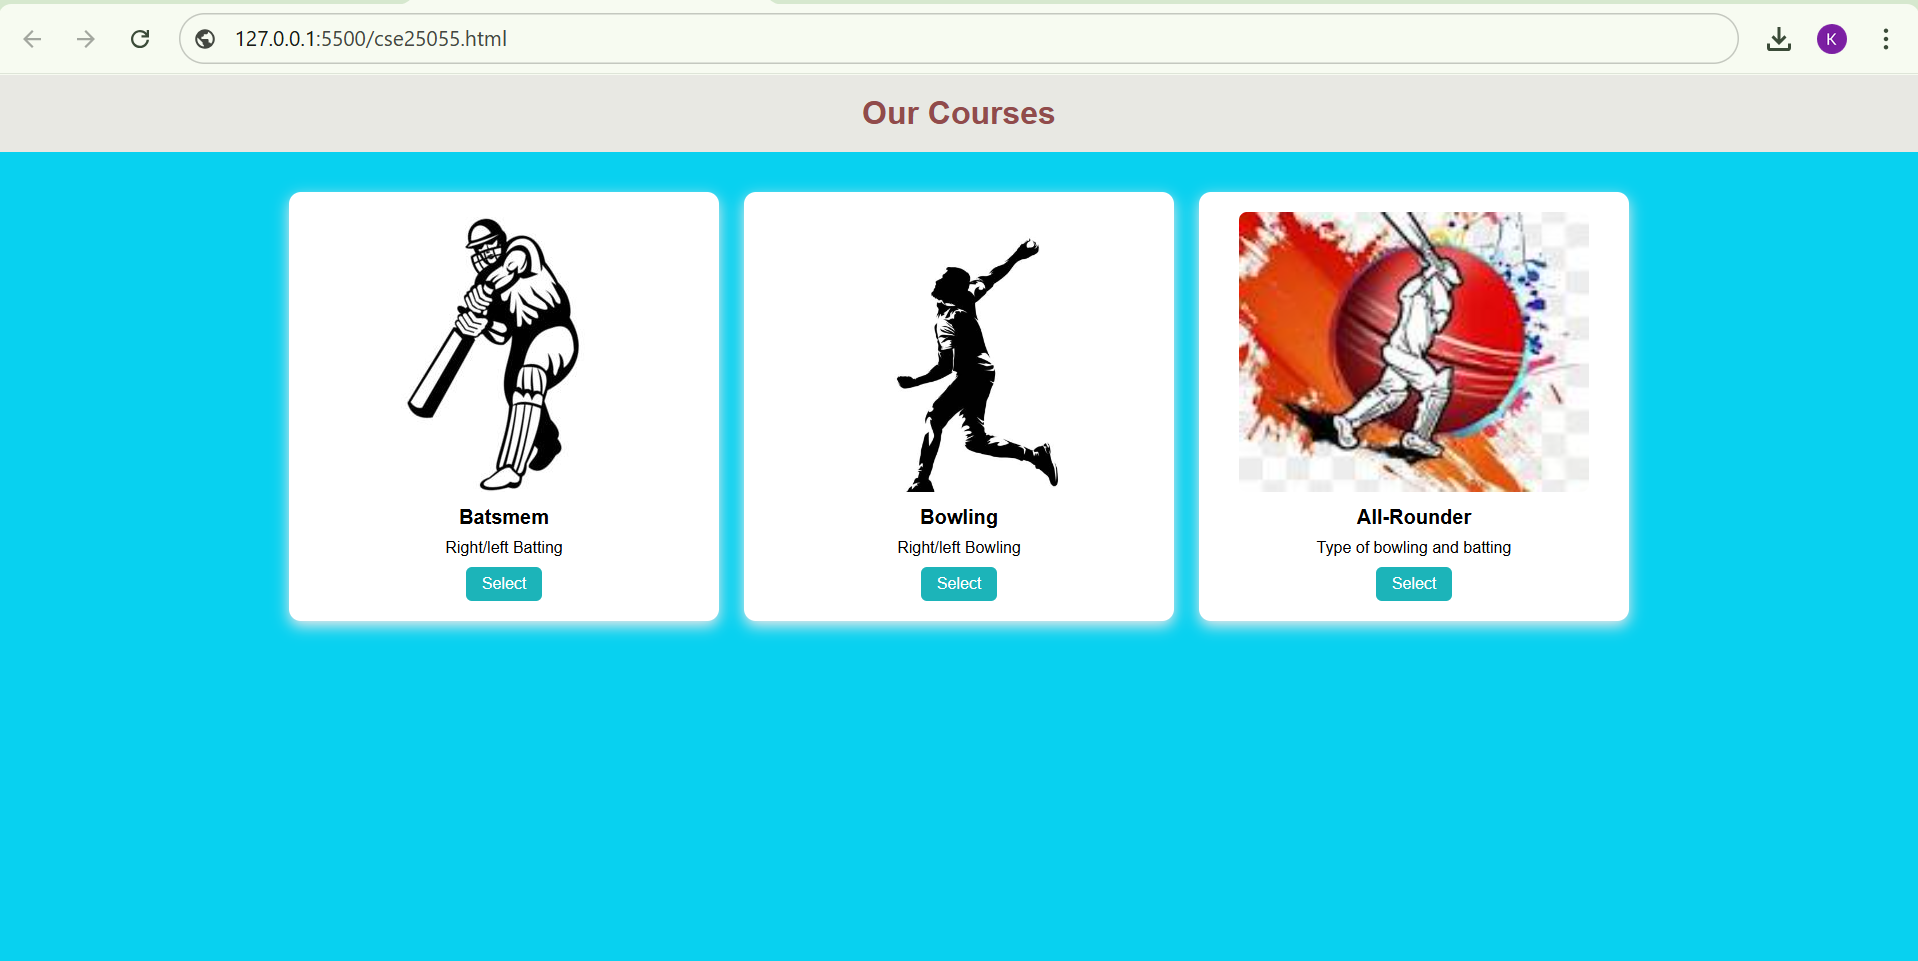 127.0.0.1:5500/cse25055.html
K
Our Courses
Batsmem
Right/left Batting
Select
Bowling
Right/left Bowling
Select
All-Rounder
Type of bowling and batting
Select